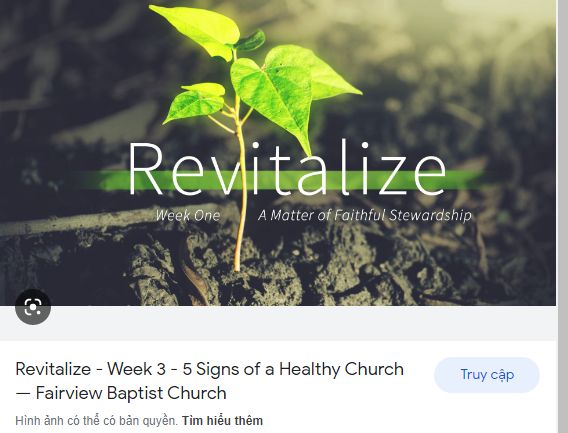 Revitalize
Week One A Matter of Faithful Stewardship
Revitalize - Week 3 - 5 Signs of a Healthy Church
— Fairview Baptist Church
Truy cập
Hình ảnh có thể có bản quyền. Tìm hiểu thêm